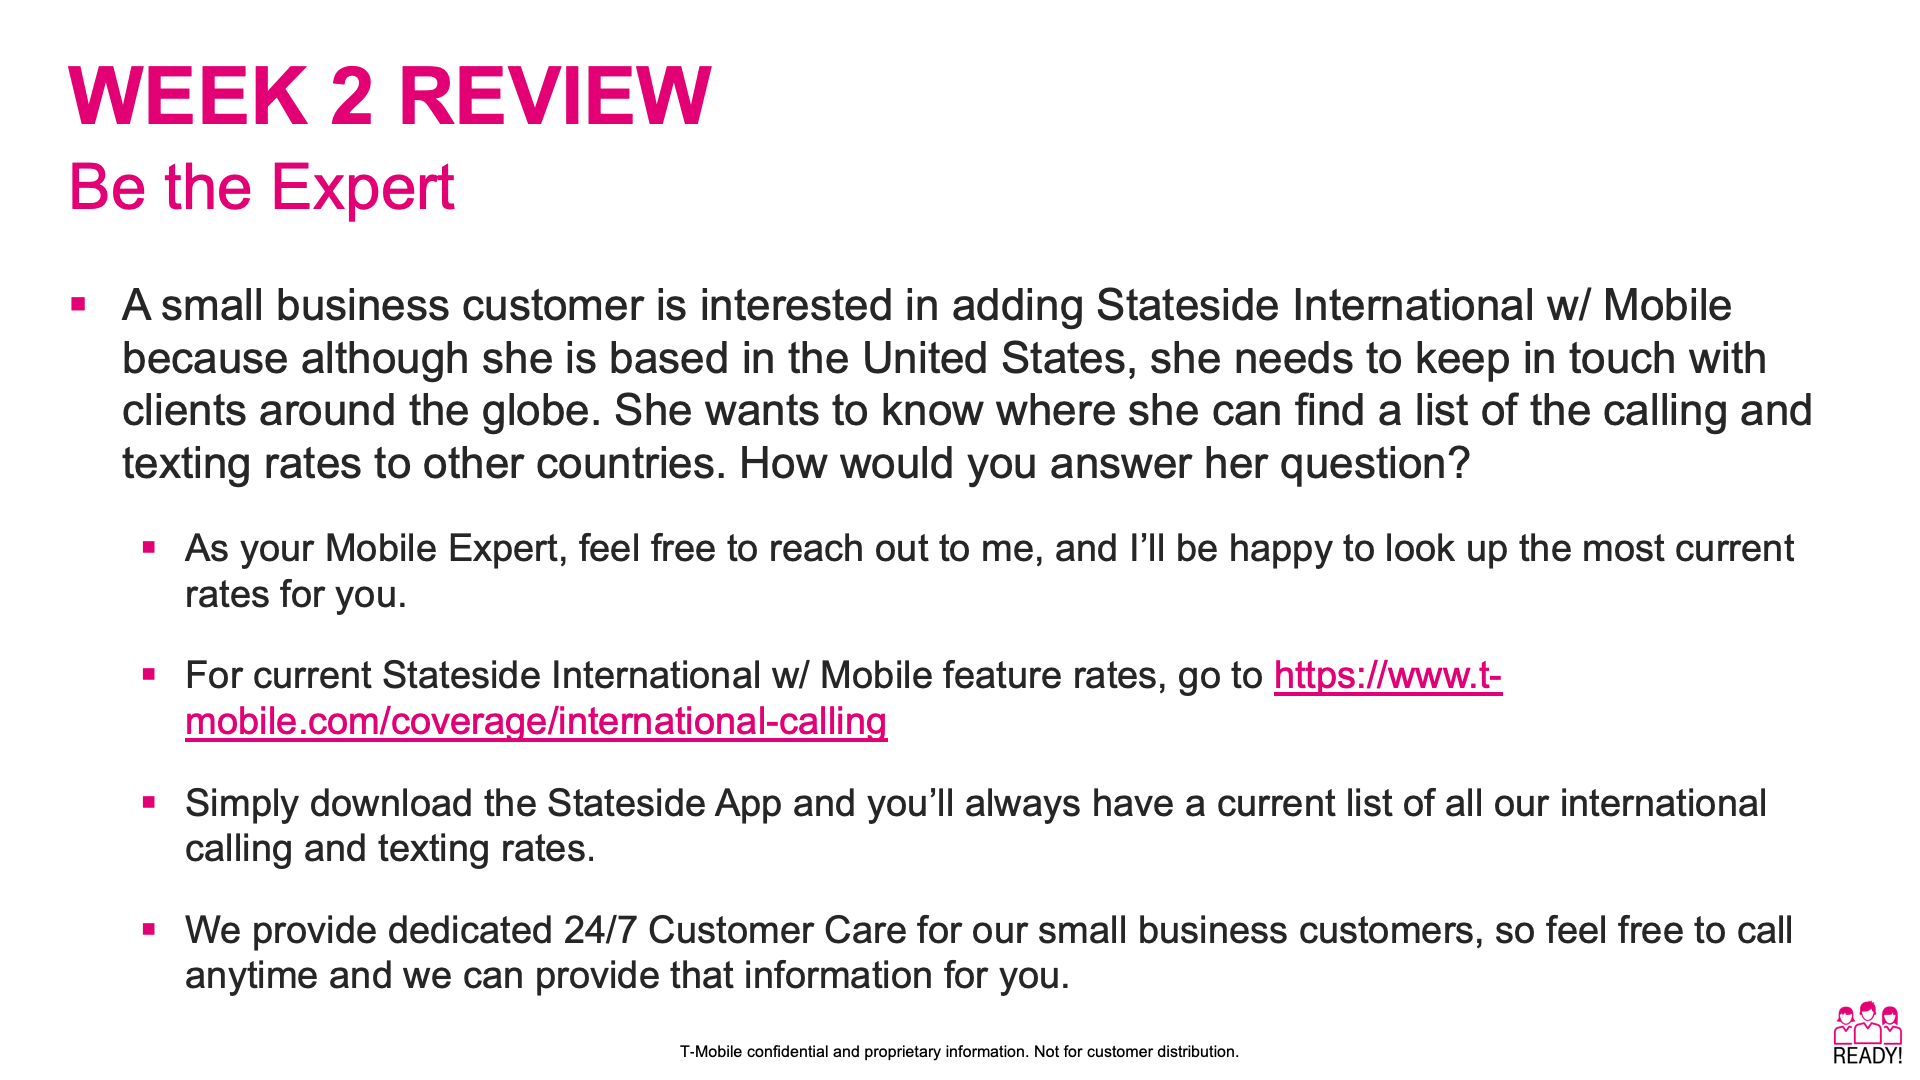 WEEK 2 REVIEW
Be the Expert
▪ A small business customer is interested in adding Stateside International w/ Mobile
because although she is based in the United States, she needs to keep in touch with
clients around the globe. She wants to know where she can find a list of the calling and
texting rates to other countries. How would you answer her question?
▪ As your Mobile Expert, feel free to reach out to me, and I’ll be happy to look up the most current
rates for you.
▪ For current Stateside International w/ Mobile feature rates, go to https://www.t-
mobile.com/coverage/international-calling
▪ Simply download the Stateside App and you’ll always have a current list of all our international
calling and texting rates.
▪ We provide dedicated 24/7 Customer Care for our small business customers, so feel free to call
anytime and we can provide that information for you.
T-Mobile confidential and proprietary information. Not for customer distribution.
READY!